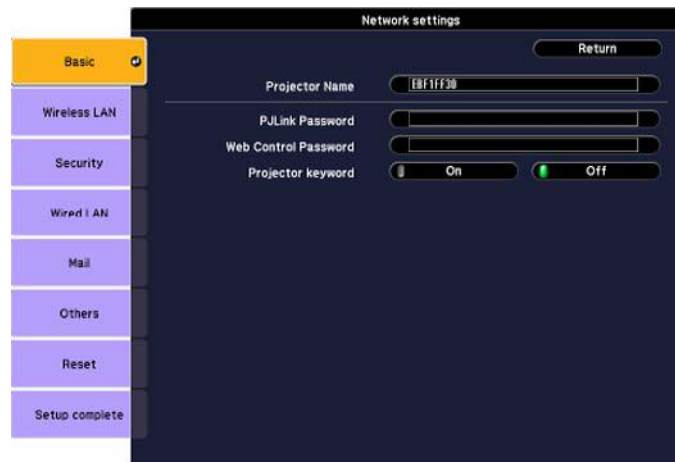 Network settings
Basic
Return
Projector Name EBF1FF30
Wireless LAN
PJLink Password
Web Control Password
Security
Projector keyword On Off
Wired LAN
Mail
Others
Reset
Setup complete